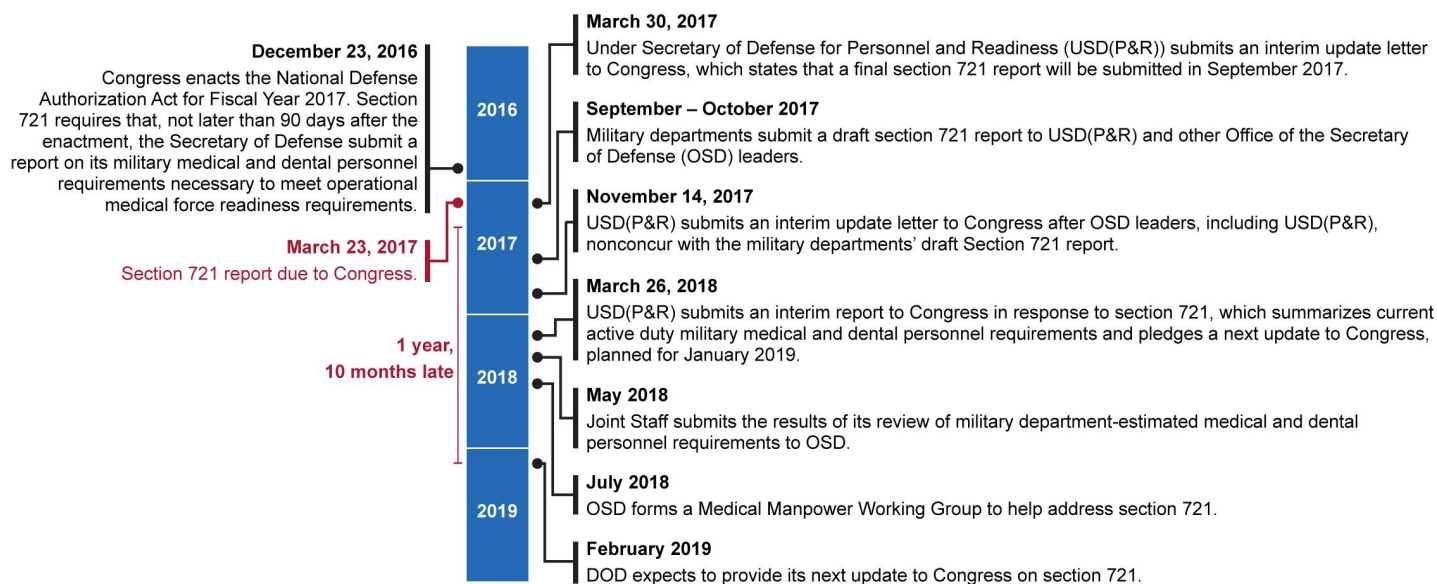 December 23, 2016
Congress enacts the National Defense
Authorization Act for Fiscal Year 2017. Section
721 requires that, not later than 90 days after the
enactment, the Secretary of Defense submit a
report on its military medical and dental personnel
requirements necessary to meet operational
medical force readiness requirements.
March 23, 2017
Section 721 report due to Congress.
1 year,
10 months late
2016
2017
2018
2019
March 30, 2017
Under Secretary of Defense for Personnel and Readiness (USD(P&R)) submits an interim update letter
to Congress, which states that a final section 721 report will be submitted in September 2017.
September – October 2017
Military departments submit a draft section 721 report to USD(P&R) and other Office of the Secretary
of Defense (OSD) leaders.
November 14, 2017
USD(P&R) submits an interim update letter to Congress after OSD leaders, including USD(P&R),
nonconcur with the military departments’ draft Section 721 report.
March 26, 2018
USD(P&R) submits an interim report to Congress in response to section 721, which summarizes current
active duty military medical and dental personnel requirements and pledges a next update to Congress,
planned for January 2019.
May 2018
Joint Staff submits the results of its review of military department-estimated medical and dental
personnel requirements to OSD.
July 2018
OSD forms a Medical Manpower Working Group to help address section 721.
February 2019
DOD expects to provide its next update to Congress on section 721.